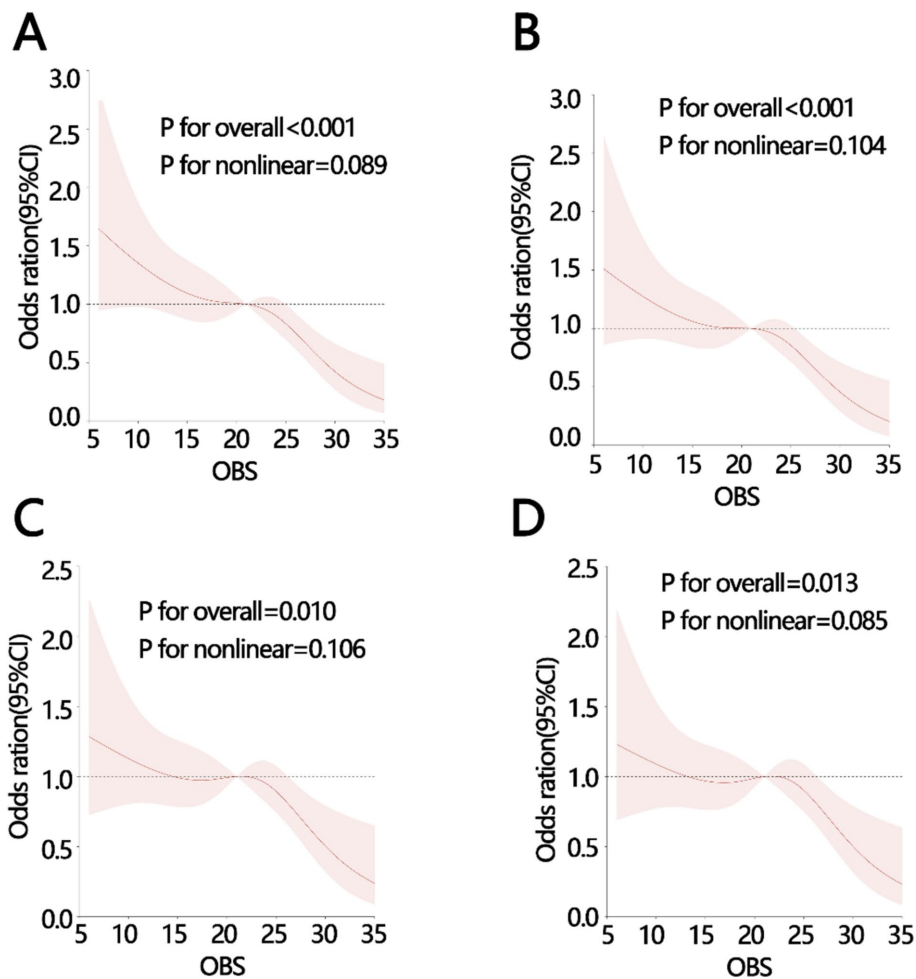 A
Odds ration(95%CI)
3.0
2.5
2.0
1.5
1.0
0.5
0.0
P for overall<0.001
P for nonlinear=0.089
5 10 15 20 25 30 35
OBS
B
Odds ration(95%CI)
3.0
2.5
2.0
1.5
1.0
0.5
0.0
P for overall<0.001
P for nonlinear=0.104
5 10 15 20 25 30 35
OBS
C
Odds ration(95%CI)
2.5
2.0
1.5
1.0
0.5
0.0
P for overall=0.010
P for nonlinear=0.106
5 10 15 20 25 30 35
OBS
D
Odds ration(95%CI)
2.5
2.0
1.5
1.0
0.5
0.0
P for overall=0.013
P for nonlinear=0.085
5 10 15 20 25 30 35
OBS